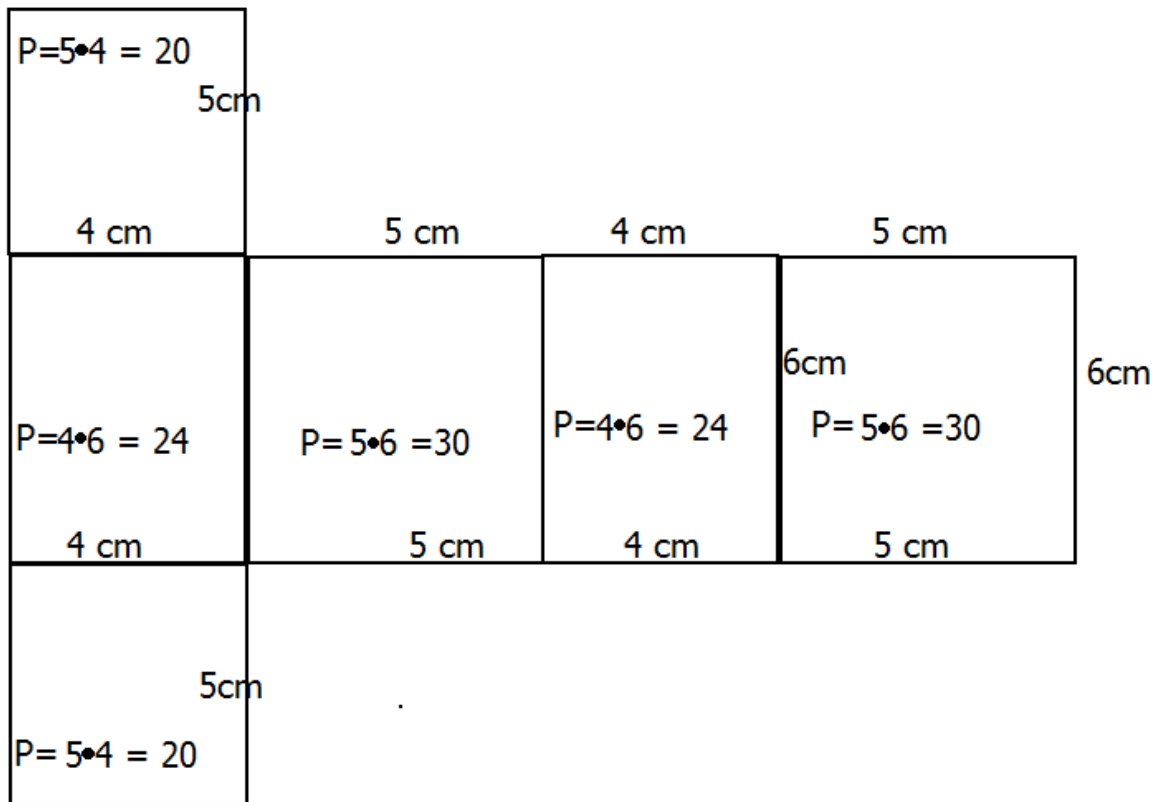 P=5•4 = 20
5cm
4 cm
5 cm
4 cm
5 cm
6cm
6cm
P=4•6 = 24
P= 5•6 =30
P=4•6 = 24
P= 5•6 =30
4 cm
5 cm
4 cm
5 cm
5cm
P= 5•4 = 20